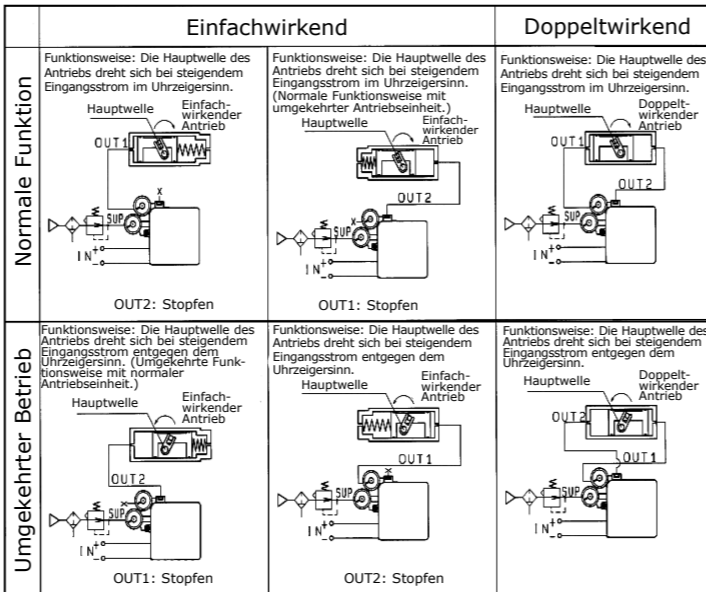 Einfachwirkend
Doppeltwirkend
Normale Funktion
Funktionsweise: Die Hauptwelle des
Antriebs dreht sich bei steigendem
Eingangsstrom im Uhrzeigersinn.
Hauptwelle
Einfach-
wirkender
Antrieb
OUT1
X
SUP
IN
+
-
OUT2: Stopfen
Funktionsweise: Die Hauptwelle des
Antriebs dreht sich bei steigendem
Eingangsstrom im Uhrzeigersinn.
(Normale Funktionsweise mit
umgekehrter Antriebseinheit.)
Hauptwelle
Einfach-
wirkender
Antrieb
OUT2
X
SUP
IN
+
-
OUT1: Stopfen
Funktionsweise: Die Hauptwelle des
Antriebs dreht sich bei steigendem
Eingangsstrom im Uhrzeigersinn.
Hauptwelle
Doppelt-
wirkender
Antrieb
OUT1
OUT2
SUP
IN
+
-
Umgekehrter Betrieb
Funktionsweise: Die Hauptwelle des
Antriebs dreht sich bei steigendem
Eingangsstrom entgegen dem
Uhrzeigersinn. (Umgekehrte Funk-
tionsweise mit normaler
Antriebseinheit.)
Hauptwelle
Einfach-
wirkender
Antrieb
OUT2
X
SUP
IN
+
-
OUT1: Stopfen
Funktionsweise: Die Hauptwelle des
Antriebs dreht sich bei steigendem
Eingangsstrom entgegen dem
Uhrzeigersinn.
Hauptwelle
Einfach-
wirkender
Antrieb
OUT1
X
SUP
IN
+
-
OUT2: Stopfen
Funktionsweise: Die Hauptwelle des
Antriebs dreht sich bei steigendem
Eingangsstrom entgegen dem
Uhrzeigersinn.
Hauptwelle
Doppelt-
wirkender
Antrieb
OUT2
OUT1
SUP
IN
+
-